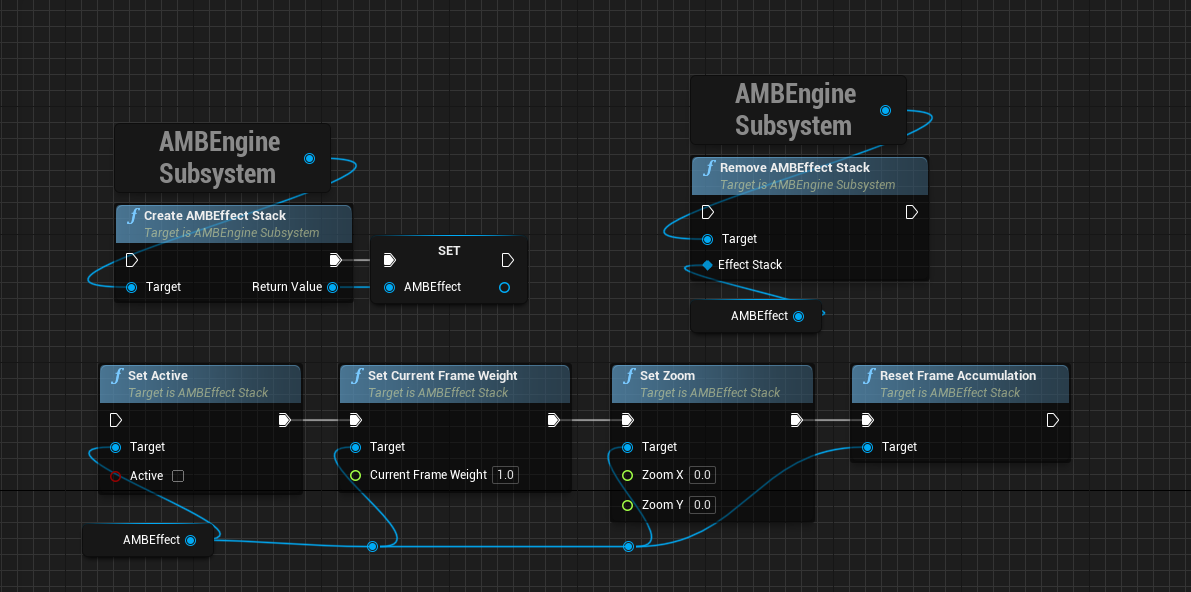 AMBEngine
Subsystem
f Create AMBEffect Stack
Target is AMBEngine Subsystem
Target Return Value
SET
AMBEffect
AMBEngine
Subsystem
f Remove AMBEffect Stack
Target is AMBEngine Subsystem
Target
Effect Stack
AMBEffect
f Set Active
Target is AMBEffect Stack
Target
Active
AMBEffect
f Set Current Frame Weight
Target is AMBEffect Stack
Target
Current Frame Weight 1.0
f Set Zoom
Target is AMBEffect Stack
Target
Zoom X 0.0
Zoom Y 0.0
f Reset Frame Accumulation
Target is AMBEffect Stack
Target